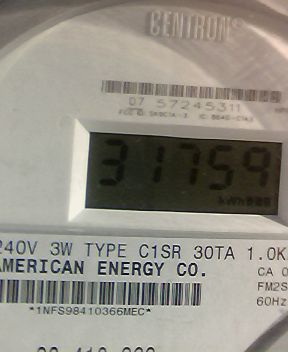 CENTRON®
07 57245311
31759
kWh
240V 3W TYPE C1SR 30TA 1.0K
AMERICAN ENERGY CO.
CA 0
FM2S
60Hz
*1NFS98410366MEC*